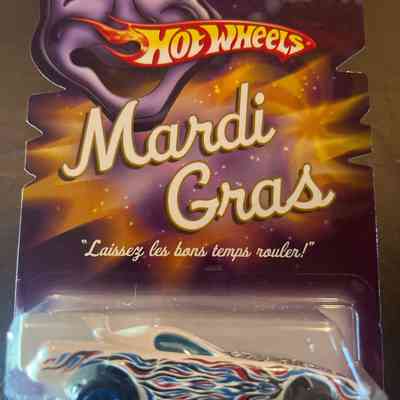 HOT WHEELS
Mardi
Gras
"Laissez les bons temps rouler!"